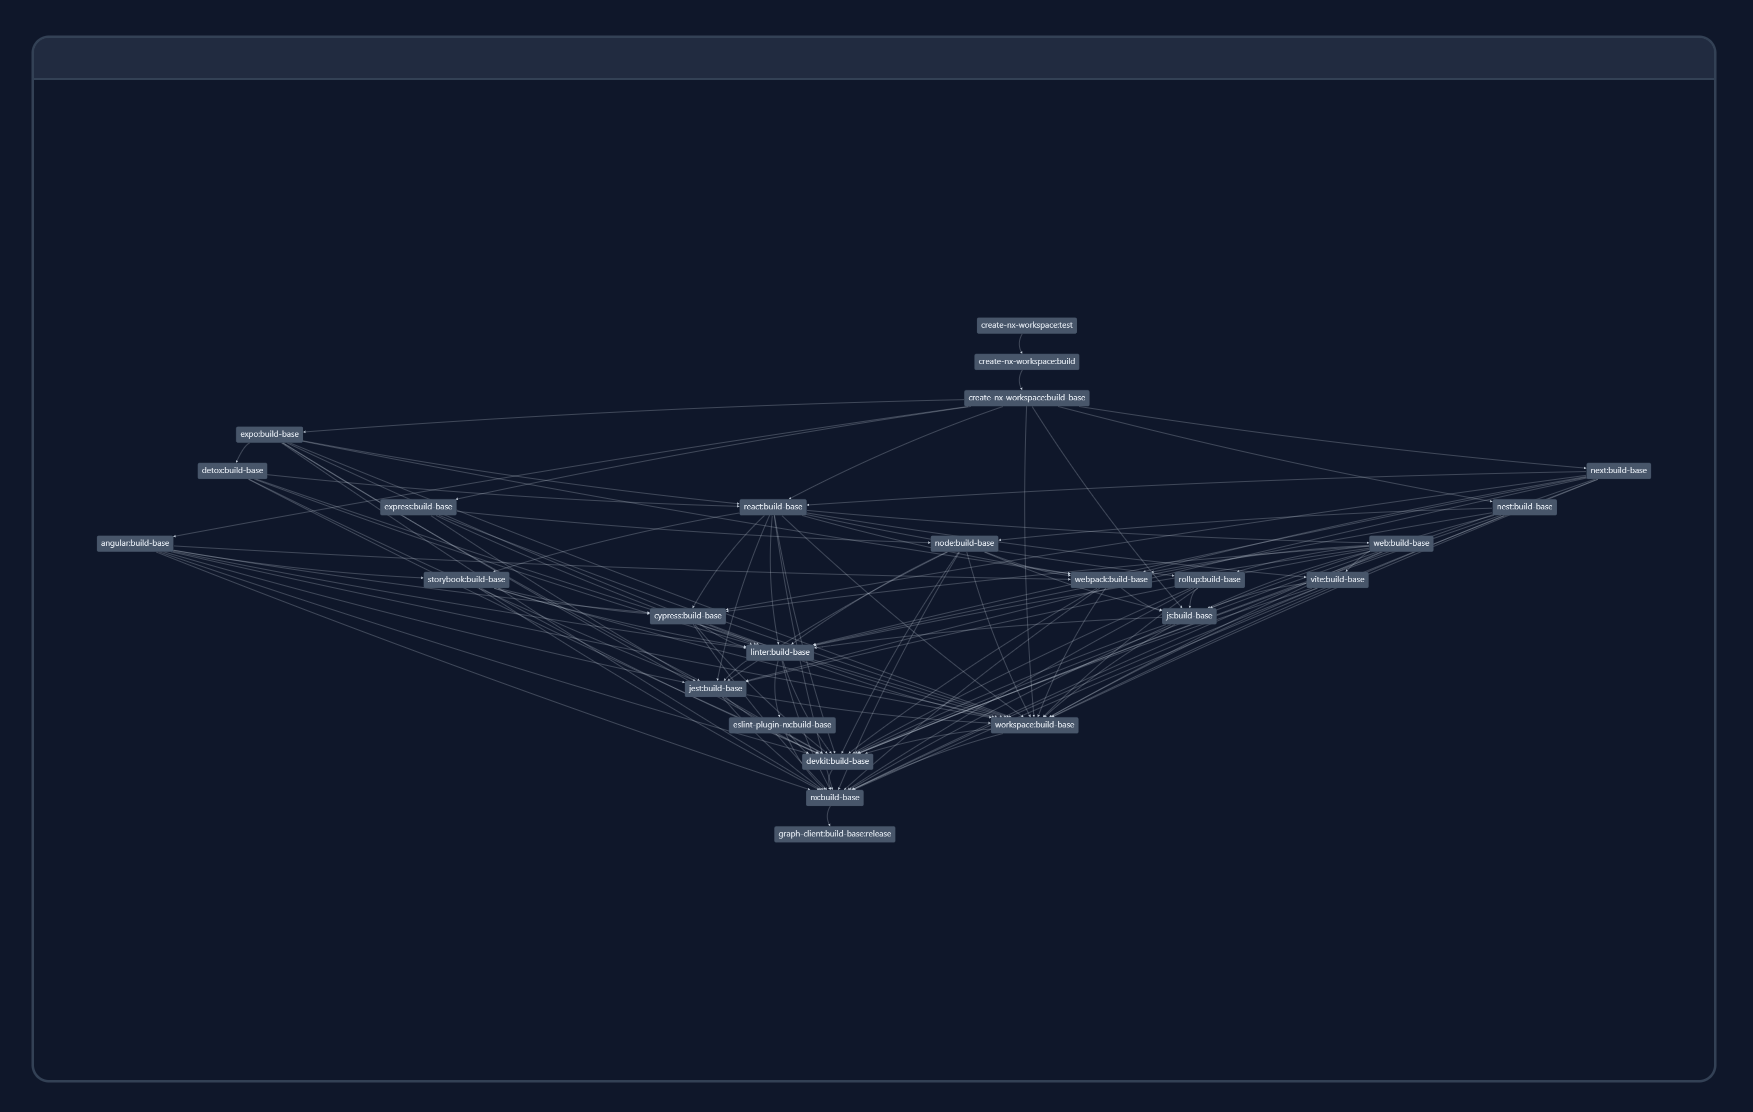 create-nx-workspace:test
create-nx-workspace:build
create-nx-workspace:build-base
expo:build-base
detox:build-base
next:build-base
express:build-base
react:build-base
nest:build-base
angular:build-base
node:build-base
web:build-base
storybook:build-base
webpack:build-base
rollup:build-base
vite:build-base
cypress:build-base
js:build-base
linter:build-base
jest:build-base
eslint-plugin-nx:build-base
workspace:build-base
devkit:build-base
nx:build-base
graph-client:build-base:release